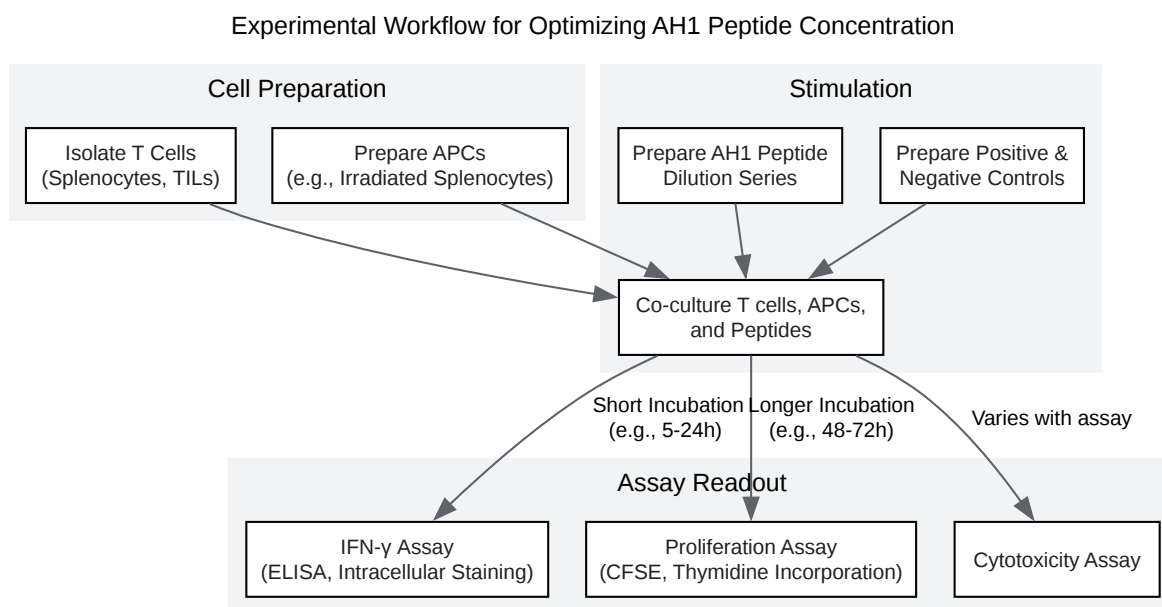 Experimental Workflow for Optimizing AH1 Peptide Concentration
Cell Preparation
Isolate T Cells
(Splenocytes, TILs)
Prepare APCs
(e.g., Irradiated Splenocytes)
Stimulation
Prepare AH1 Peptide
Dilution Series
Prepare Positive &
Negative Controls
Co-culture T cells, APCs,
and Peptides
Short Incubation
(e.g., 5-24h)
Longer Incubation
(e.g., 48-72h)
Varies with assay
Assay Readout
IFN-γ Assay
(ELISA, Intracellular Staining)
Proliferation Assay
(CFSE, Thymidine Incorporation)
Cytotoxicity Assay